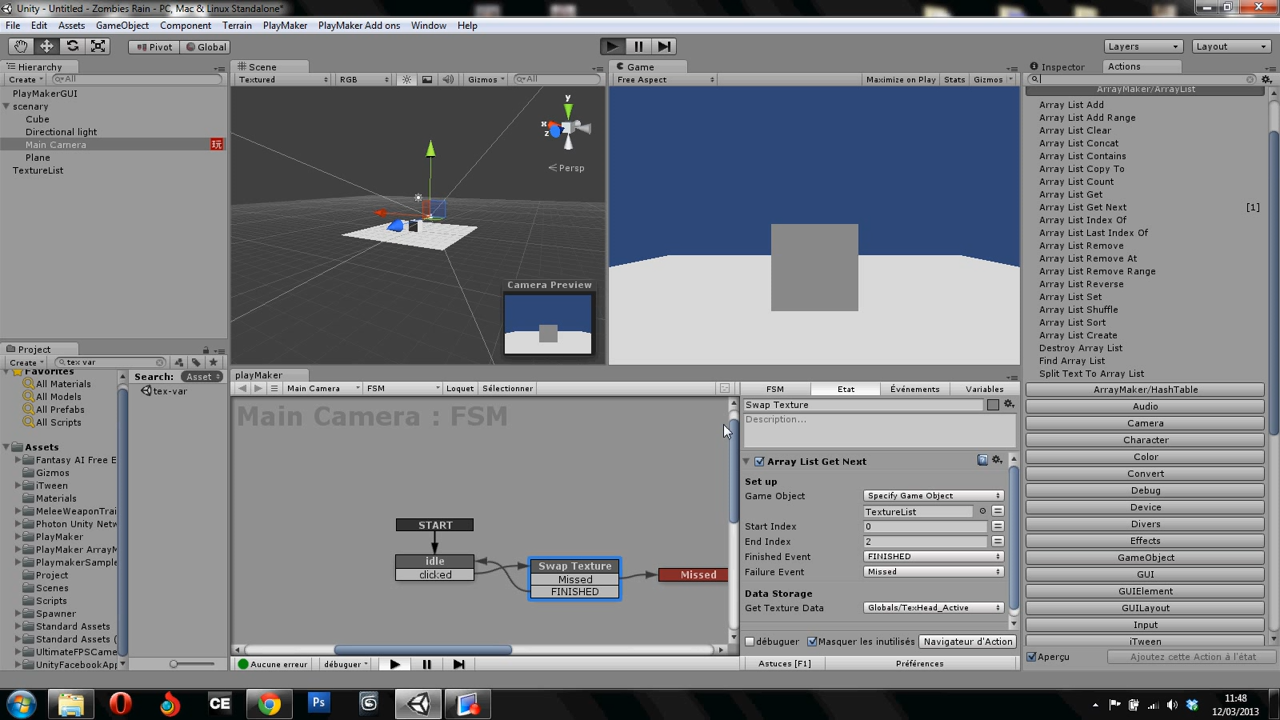 Unity - Untitled - Zombies Rain - PC, Mac & Linux Standalone*
File Edit Assets GameObject Component Terrain PlayMaker PlayMaker Add ons Window Help
Pivot Global Layers Layout
Hierarchy
Create All
PlayMakerGUI
scenary
Cube
Directional light
Main Camera 玩
Plane
TextureList
Scene
Textured RGB Gizmos All
y
x
z
Persp
Camera Preview
Game
Free Aspect Maximize on Play Stats Gizmos
Inspector Actions
ArrayMaker/ArrayList
Array List Add
Array List Add Range
Array List Clear
Array List Concat
Array List Contains
Array List Copy To
Array List Count
Array List Get
Array List Get Next [1]
Array List Index Of
Array List Last Index Of
Array List Remove
Array List Remove At
Array List Remove Range
Array List Reverse
Array List Set
Array List Shuffle
Array List Sort
Array List Create
Destroy Array List
Find Array List
Split Text To Array List
ArrayMaker/HashTable
Audio
Camera
Character
Color
Convert
Debug
Device
Divers
Effects
GameObject
GUI
GUIElement
GUILayout
Input
iTween
Aperçu Ajoutez cette Action à l'état
Project
Create tex var
Favorites
All Materials
All Models
All Prefabs
All Scripts
Assets
Fantasy AI Free E
Gizmos
iTween
Materials
MeleeWeaponTrai
Photon Unity Netw
PlayMaker
PlayMaker ArrayM
PlaymakerSample
Project
Scenes
Scripts
Spawner
Standard Assets
Standard Assets (
UltimateFPSCame
UnityFacebookApp
Search: Asset
tex-var
playMaker
Main Camera FSM Loquet Sélectionner
Main Camera : FSM
START
idle
clicked
Swap Texture
Missed
FINISHED
Missed
Aucune erreur débuguer
FSM Etat Événements Variables
Swap Texture
Description...
Array List Get Next
Set up
Game Object Specify Game Object
TextureList
Start Index 0
End Index 2
Finished Event FINISHED
Failure Event Missed
Data Storage
Get Texture Data Globals/TexHead_Active
débuguer Masquer les inutilisés Navigateur d'Action
Astuces [F1] Préférences
CE Ps
11:48
12/03/2013